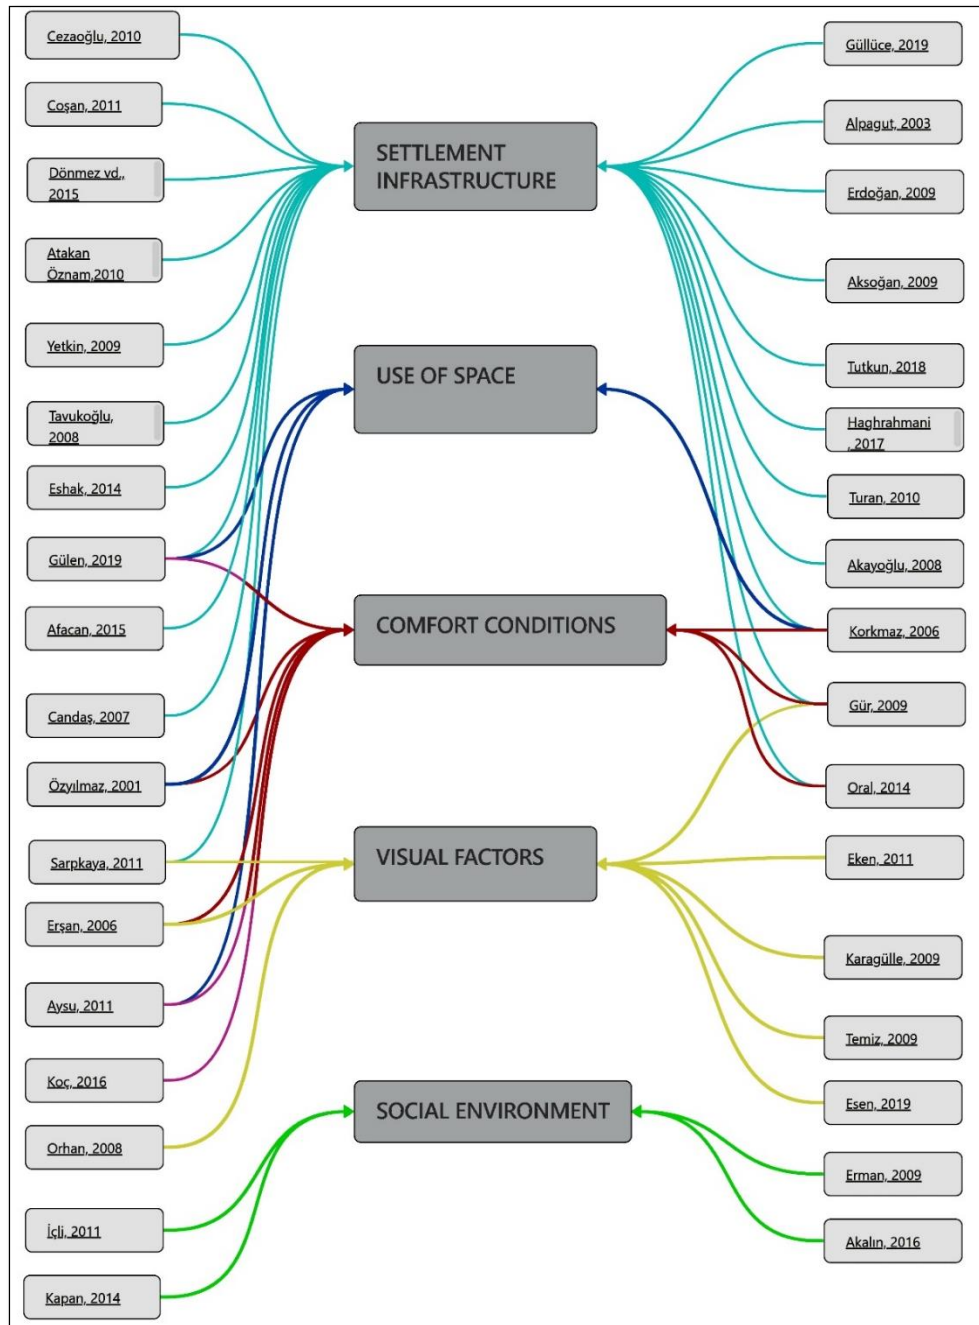 Cezaoğlu, 2010
Coşan, 2011
Dönmez vd.,
2015
Atakan
Öznam,2010
Yetkin, 2009
Tavukoğlu,
2008
Eshak, 2014
Gülen, 2019
Afacan, 2015
Candaş, 2007
Özyılmaz, 2001
Sarpkaya, 2011
Erşan, 2006
Aysu, 2011
Koç, 2016
Orhan, 2008
İçli, 2011
Kapan, 2014
SETTLEMENT
INFRASTRUCTURE
USE OF SPACE
COMFORT CONDITIONS
VISUAL FACTORS
SOCIAL ENVIRONMENT
Güllüce, 2019
Alpagut, 2003
Erdoğan, 2009
Aksoğan, 2009
Tutkun, 2018
Haghrahmani
, 2017
Turan, 2010
Akayoğlu, 2008
Korkmaz, 2006
Gür, 2009
Oral, 2014
Eken, 2011
Karagülle, 2009
Temiz, 2009
Esen, 2019
Erman, 2009
Akalın, 2016